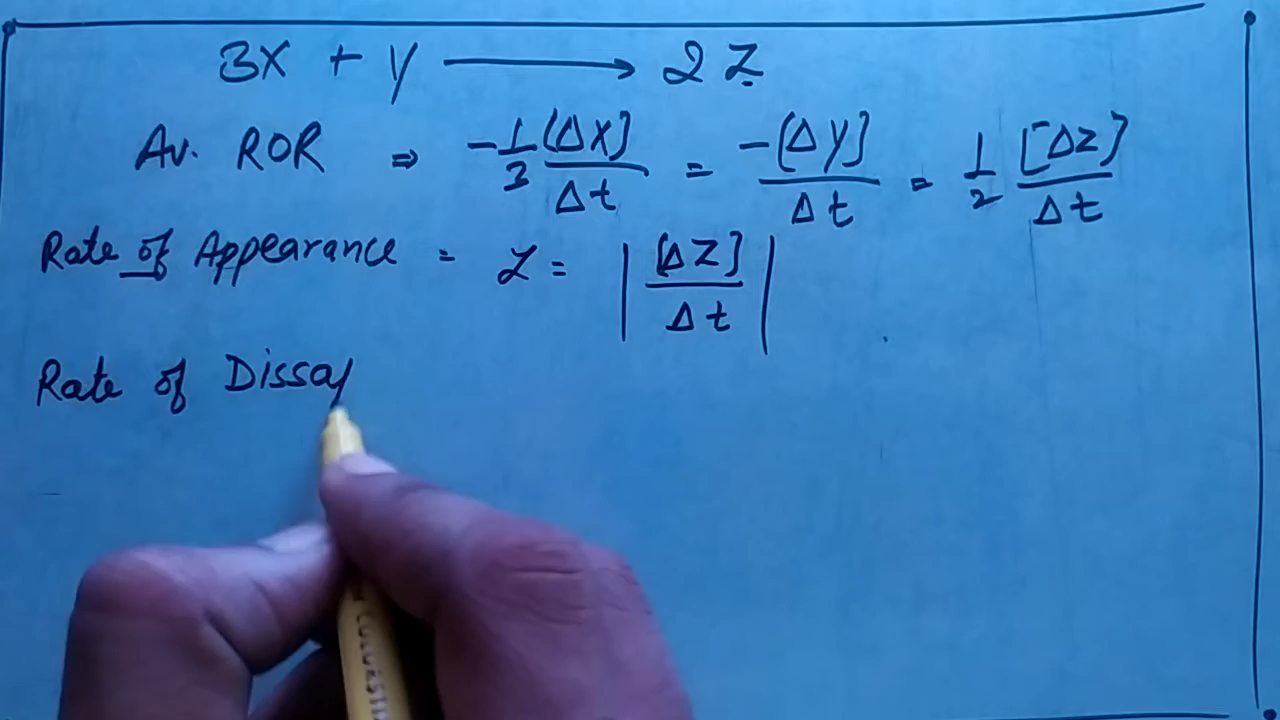 3X + Y ⟶ 2Z
Av. ROR ⇒ -1/3 [ΔX]/Δt = -[ΔY]/Δt = 1/2 [ΔZ]/Δt
Rate of Appearance = Z = |[ΔZ]/Δt|
Rate of Dissap